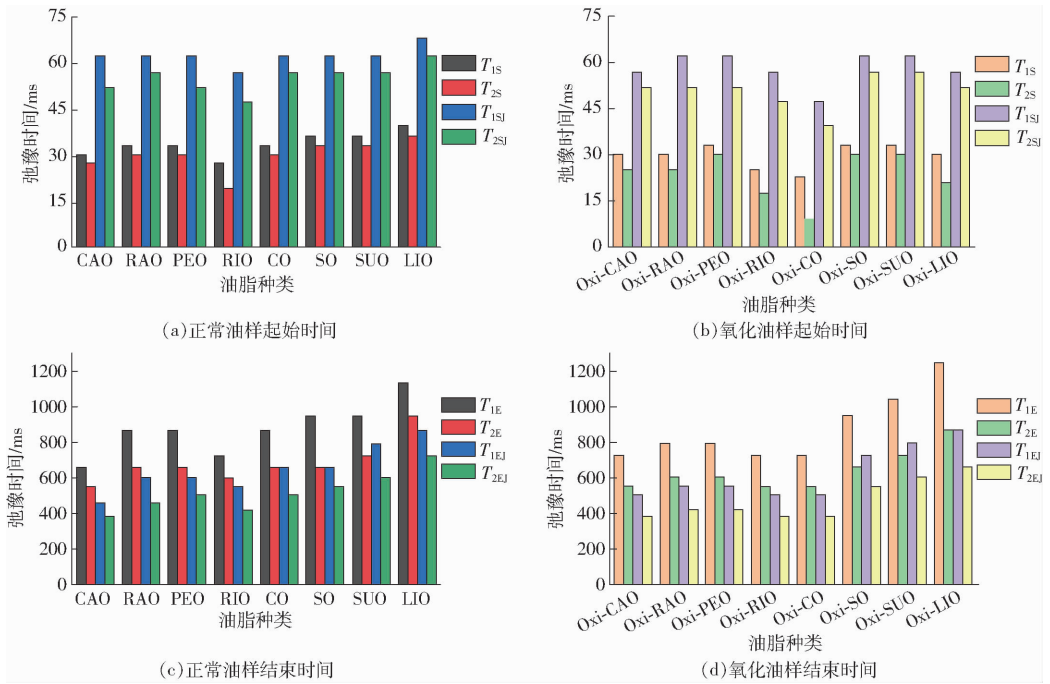 75
60
45
30
15
0
弛豫时间/ms
T1S
T2S
T1SJ
T2SJ
CAO RAO PEO RIO CO SO SUO LIO
油脂种类
(a)正常油样起始时间
75
60
45
30
15
0
弛豫时间/ms
T1S
T2S
T1SJ
T2SJ
Oxi-CAO Oxi-RAO Oxi-PEO Oxi-RIO Oxi-CO Oxi-SO Oxi-SUO Oxi-LIO
油脂种类
(b)氧化油样起始时间
1200
1000
800
600
400
200
0
弛豫时间/ms
T1E
T2E
T1EJ
T2EJ
CAO RAO PEO RIO CO SO SUO LIO
油脂种类
(c)正常油样结束时间
1200
1000
800
600
400
200
0
弛豫时间/ms
T1E
T2E
T1EJ
T2EJ
Oxi-CAO Oxi-RAO Oxi-PEO Oxi-RIO Oxi-CO Oxi-SO Oxi-SUO Oxi-LIO
油脂种类
(d)氧化油样结束时间